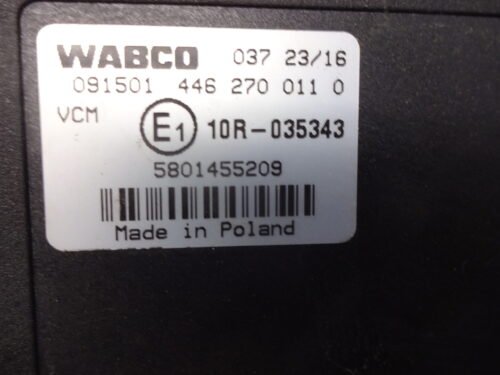 WABCO 037 23/16
091501 446 270 011 0
VCM E1 10R-035343
5801455209
Made in Poland